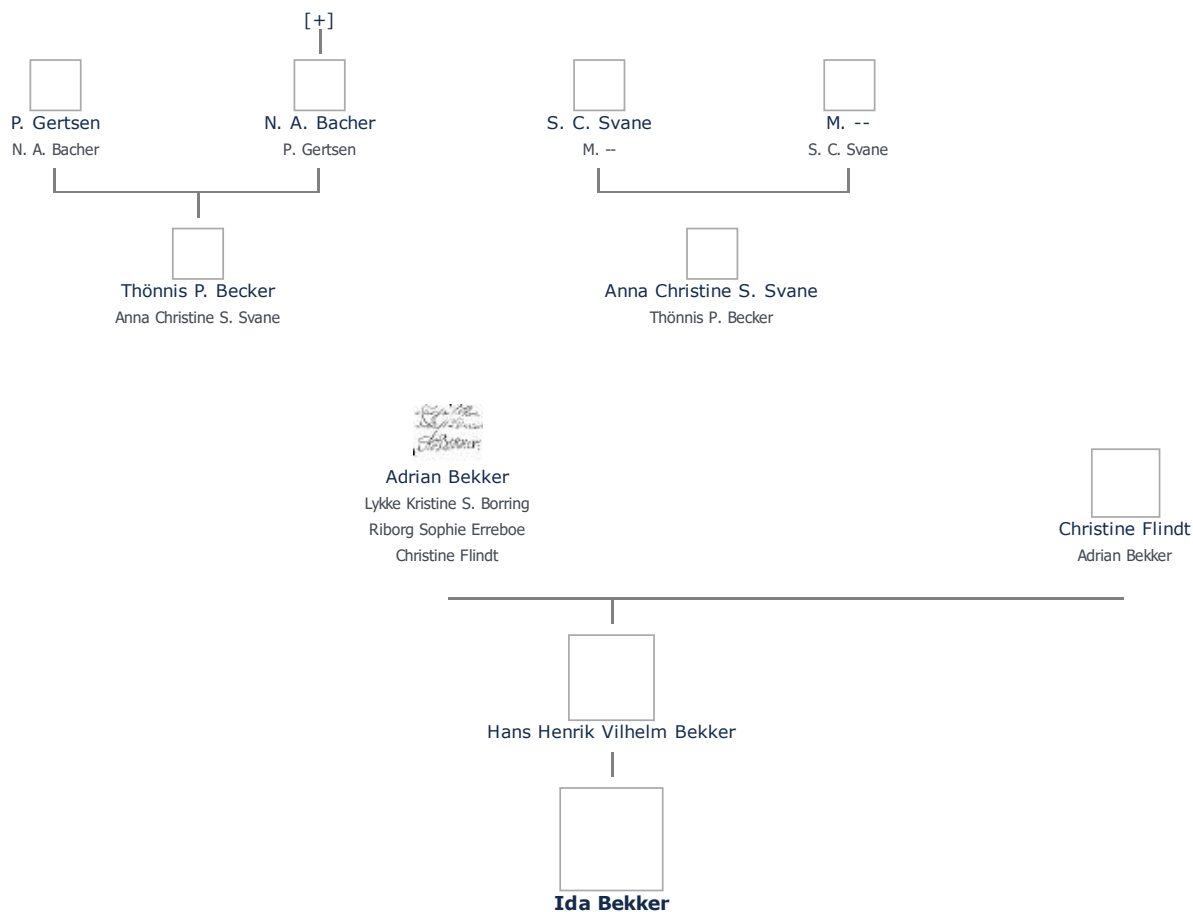 [+]
P. Gertsen
N. A. Bacher
N. A. Bacher
P. Gertsen
S. C. Svane
M. --
M. --
S. C. Svane
Thönnis P. Becker
Anna Christine S. Svane
Anna Christine S. Svane
Thönnis P. Becker
Adrian Bekker
Lykke Kristine S. Borring
Riborg Sophie Erreboe
Christine Flindt
Christine Flindt
Adrian Bekker
Hans Henrik Vilhelm Bekker
Ida Bekker